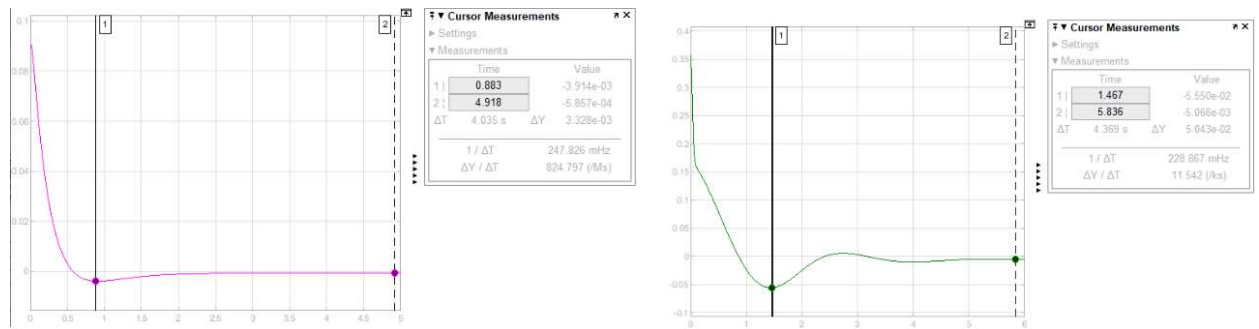 0.1
0.08
0.06
0.04
0.02
0
0 0.5 1 1.5 2 2.5 3 3.5 4 4.5 5
1
2
Cursor Measurements
Settings
Measurements
Time Value
1 | 0.883 -3.914e-03
2 | 4.918 -5.857e-04
ΔT 4.035 s ΔY 3.328e-03
1 / ΔT 247.826 mHz
ΔY / ΔT 824.797 (/Ms)
0.4
0.35
0.3
0.25
0.2
0.15
0.1
0.05
0
-0.05
-0.1
0 1 2 3 4 5 6
1
2
Cursor Measurements
Settings
Measurements
Time Value
1 | 1.467 -5.550e-02
2 | 5.836 -5.066e-03
ΔT 4.369 s ΔY 5.043e-02
1 / ΔT 228.867 mHz
ΔY / ΔT 11.542 (/ks)